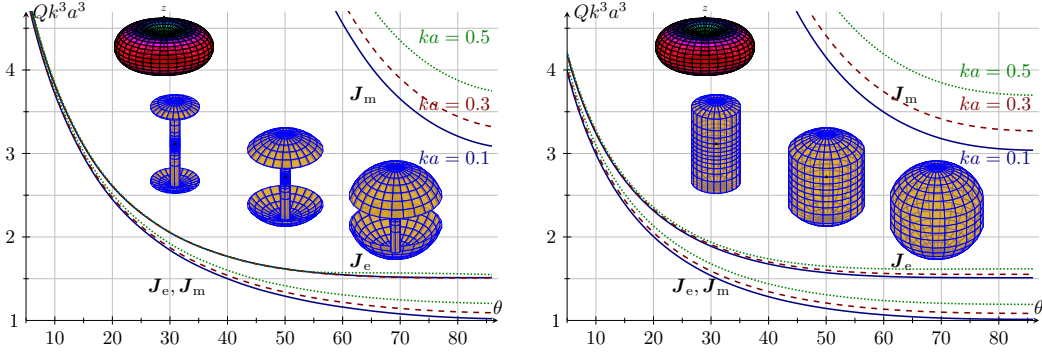 Qk³a³
z
ka = 0.5
4
J_m
ka = 0.3
3
ka = 0.1
2
J_e
J_e, J_m
1
θ
10 20 30 40 50 60 70 80
Qk³a³
z
ka = 0.5
4
J_m
ka = 0.3
3
ka = 0.1
2
J_e
J_e, J_m
1
θ
10 20 30 40 50 60 70 80